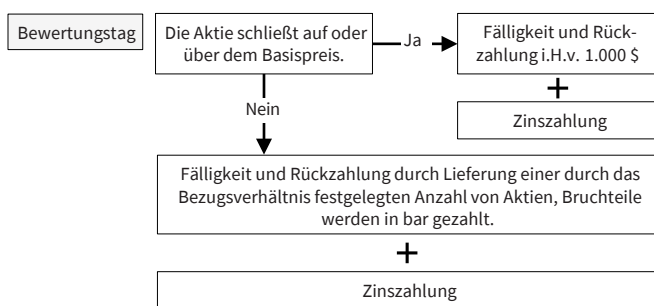 Bewertungstag
Die Aktie schließt auf oder
über dem Basispreis.
Ja
Fälligkeit und Rück-
zahlung i.H.v. 1.000 $
+
Zinszahlung
Nein
Fälligkeit und Rückzahlung durch Lieferung einer durch das
Bezugsverhältnis festgelegten Anzahl von Aktien, Bruchteile
werden in bar gezahlt.
+
Zinszahlung